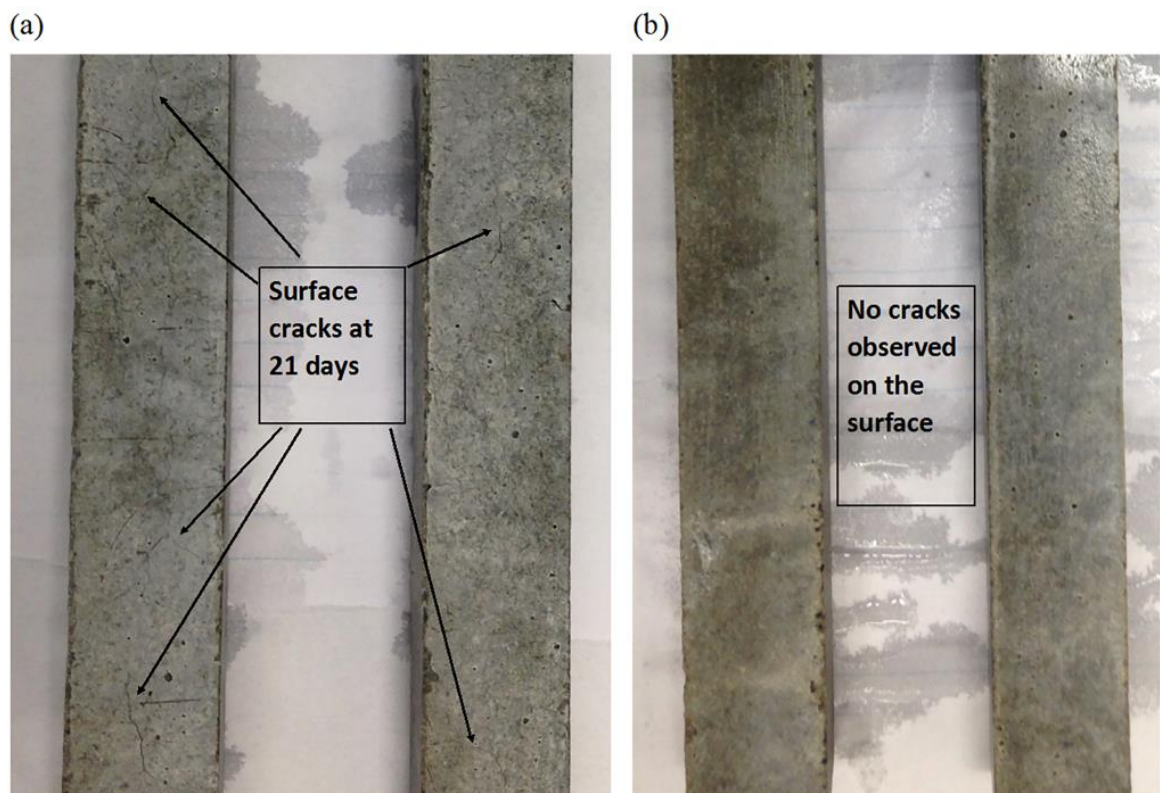 (a)
(b)
Surface
cracks at
21 days
No cracks
observed
on the
surface